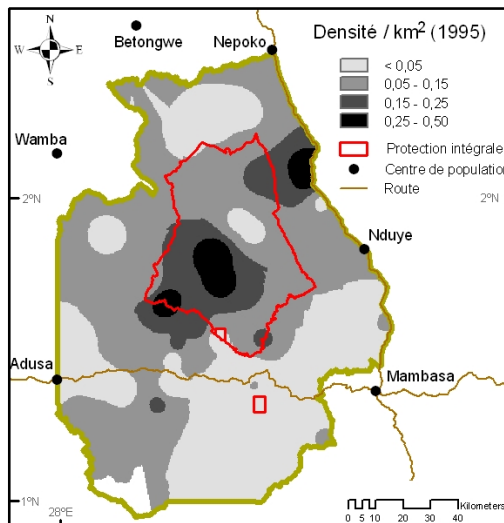 N
W E
S
Betongwe
Nepoko
Densité / km² (1995)
< 0,05
0,05 - 0,15
0,15 - 0,25
0,25 - 0,50
Protection intégrale
Centre de population
Route
Wamba
2°N
2°N
Nduye
Adusa
Mambasa
1°N
28°E
Kilometers
0 5 10 20 30 40